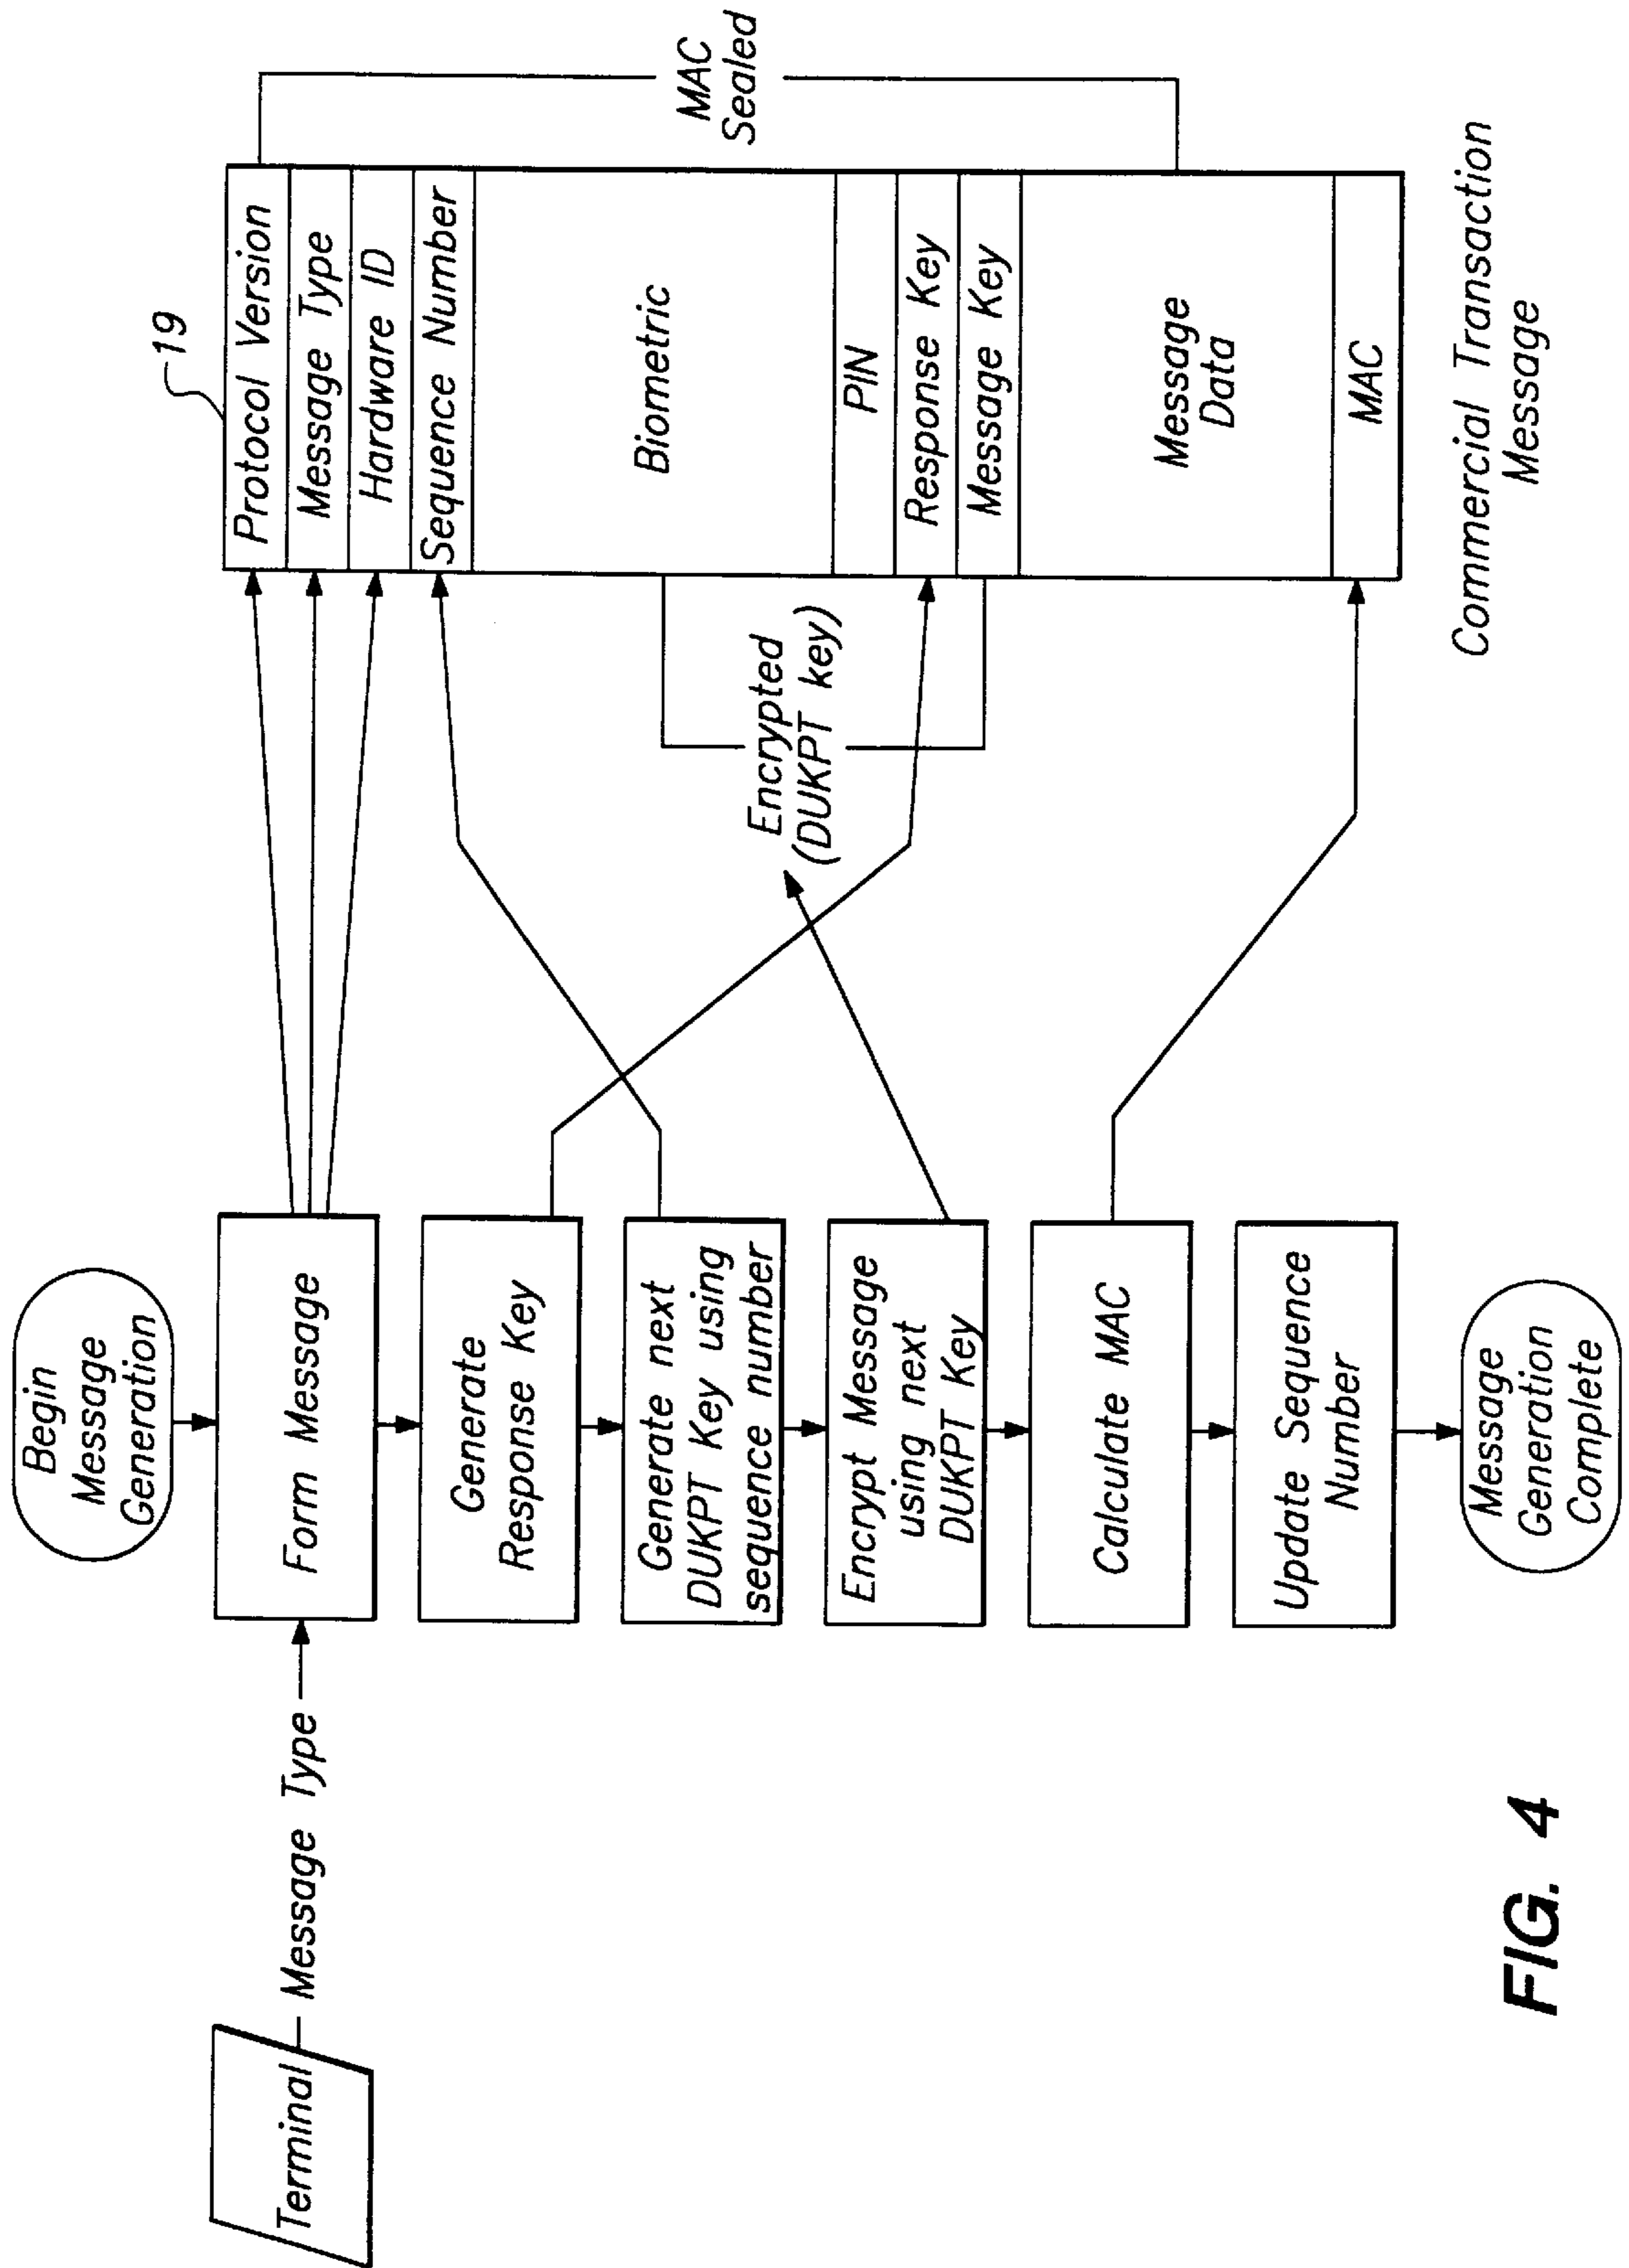 Terminal
Message Type
Begin
Message
Generation
Form Message
Generate
Response Key
Generate next
DUKPT Key using
sequence number
Encrypt Message
using next
DUKPT Key
Calculate MAC
Update Sequence
Number
Message
Generation
Complete
19
Protocol Version
Message Type
Hardware ID
Sequence Number
Biometric
PIN
Response Key
Message Key
Message
Data
MAC
Encrypted
(DUKPT key)
MAC
Sealed
Commercial Transaction
Message
FIG. 4